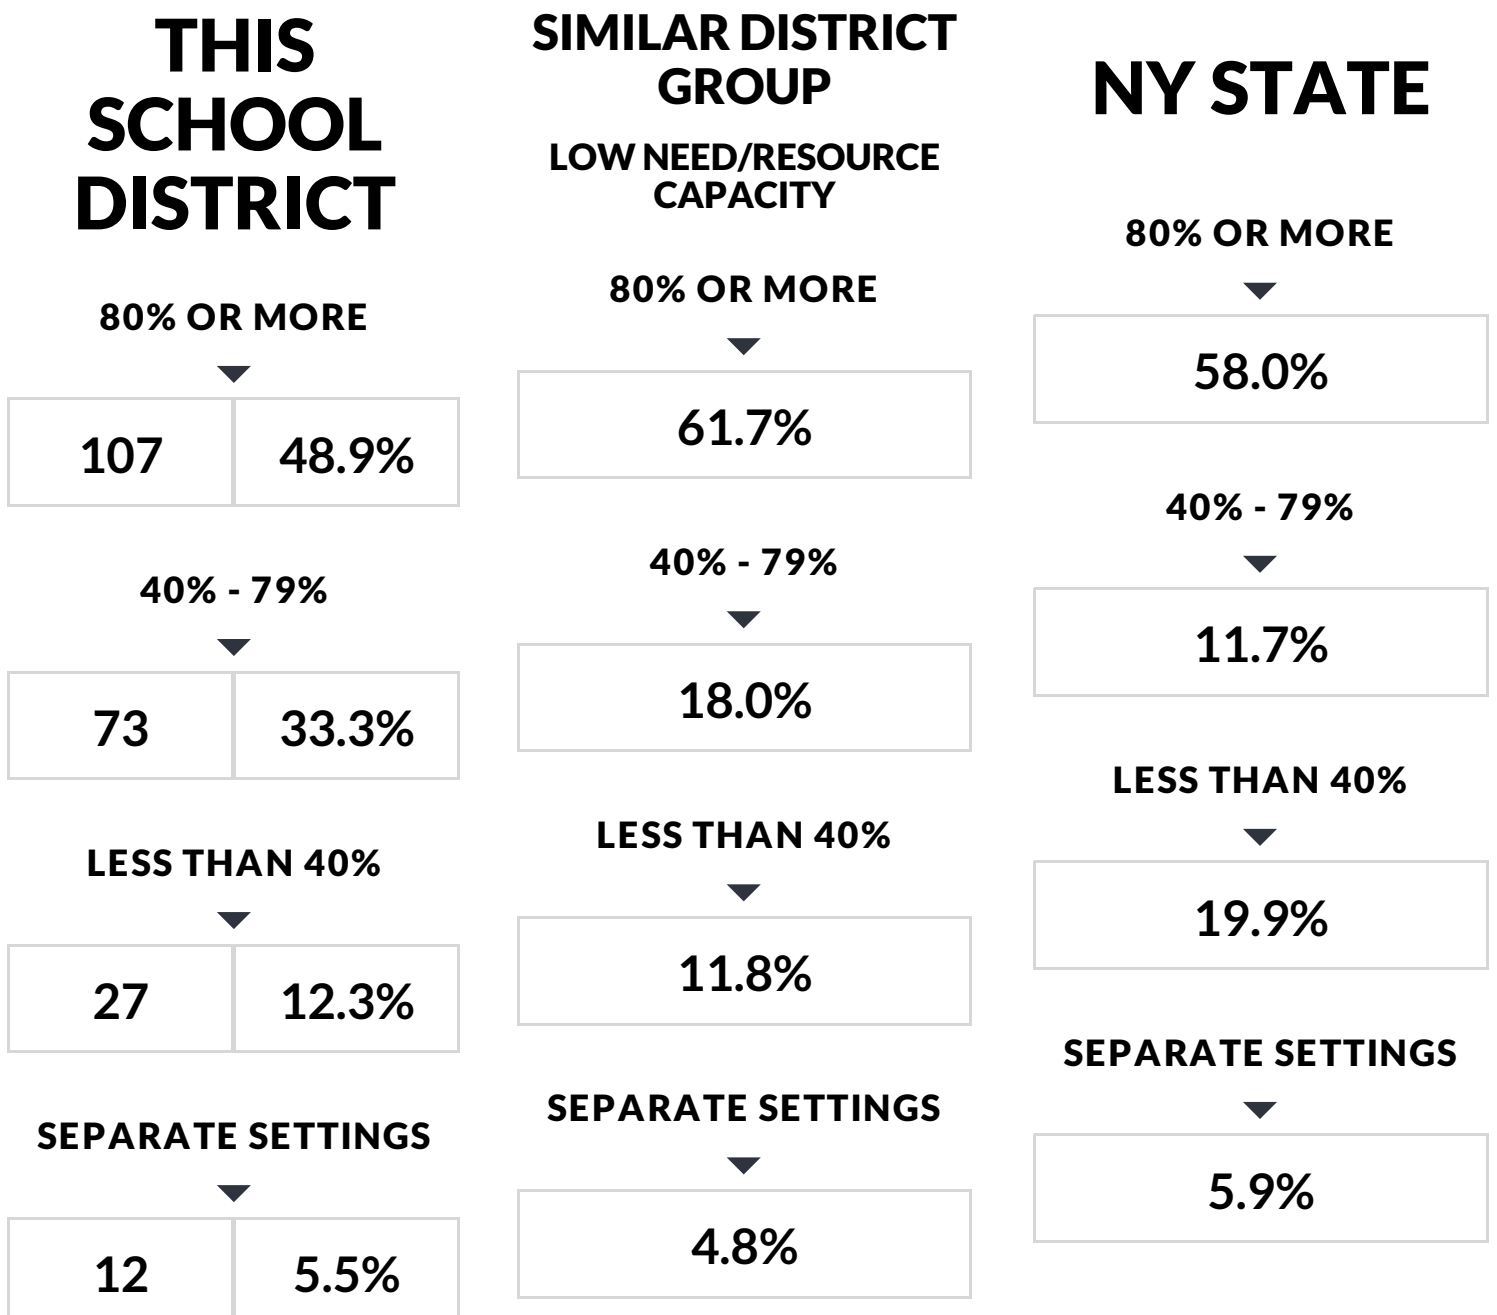 THIS
SCHOOL
DISTRICT
80% OR MORE
107 48.9%
40% - 79%
73 33.3%
LESS THAN 40%
27 12.3%
SEPARATE SETTINGS
12 5.5%
SIMILAR DISTRICT
GROUP
LOW NEED/RESOURCE
CAPACITY
80% OR MORE
61.7%
40% - 79%
18.0%
LESS THAN 40%
11.8%
SEPARATE SETTINGS
4.8%
NY STATE
80% OR MORE
58.0%
40% - 79%
11.7%
LESS THAN 40%
19.9%
SEPARATE SETTINGS
5.9%